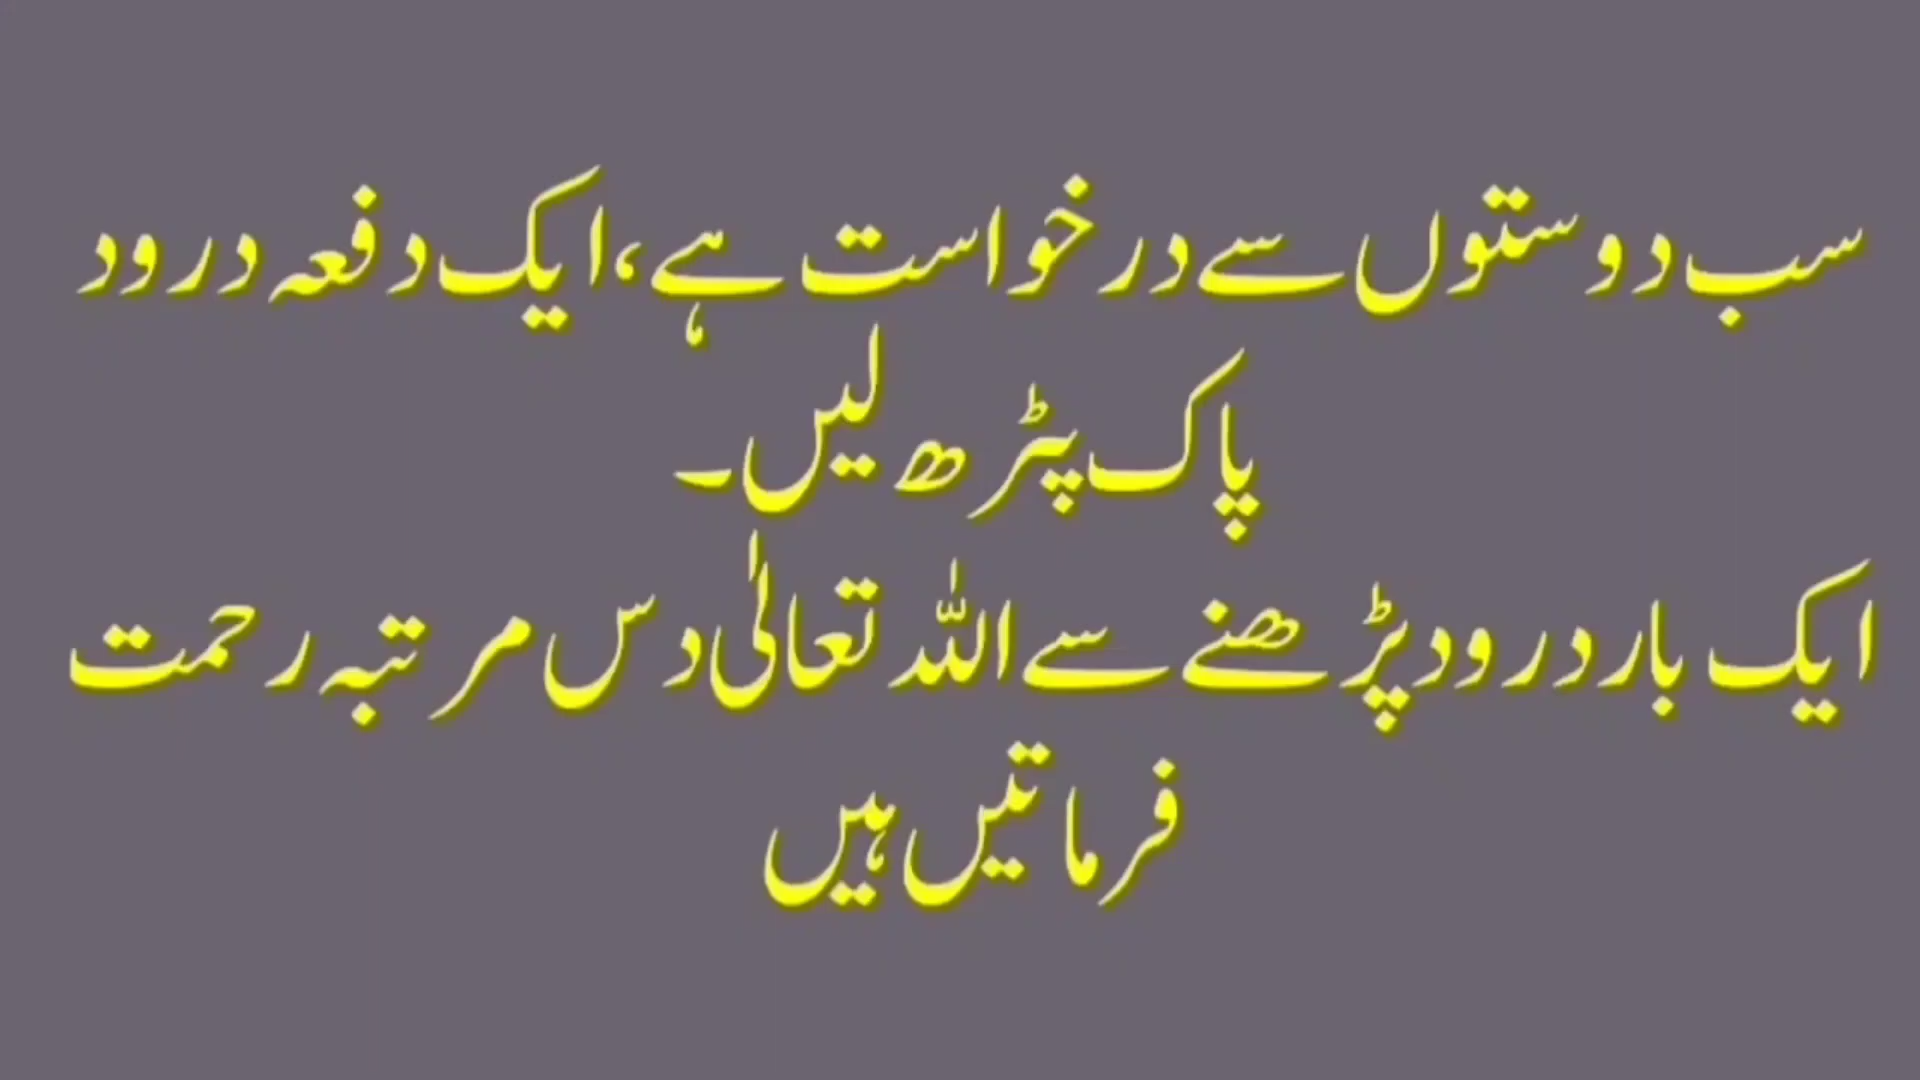 سب دوستوں سے درخواست ہے، ایک دفعہ درود
پاک پٹرھ لیں۔
ایک بار درود پڑھنے سے اللہ تعالیٰ دس مرتبہ رحمت
فرماتیں ہیں